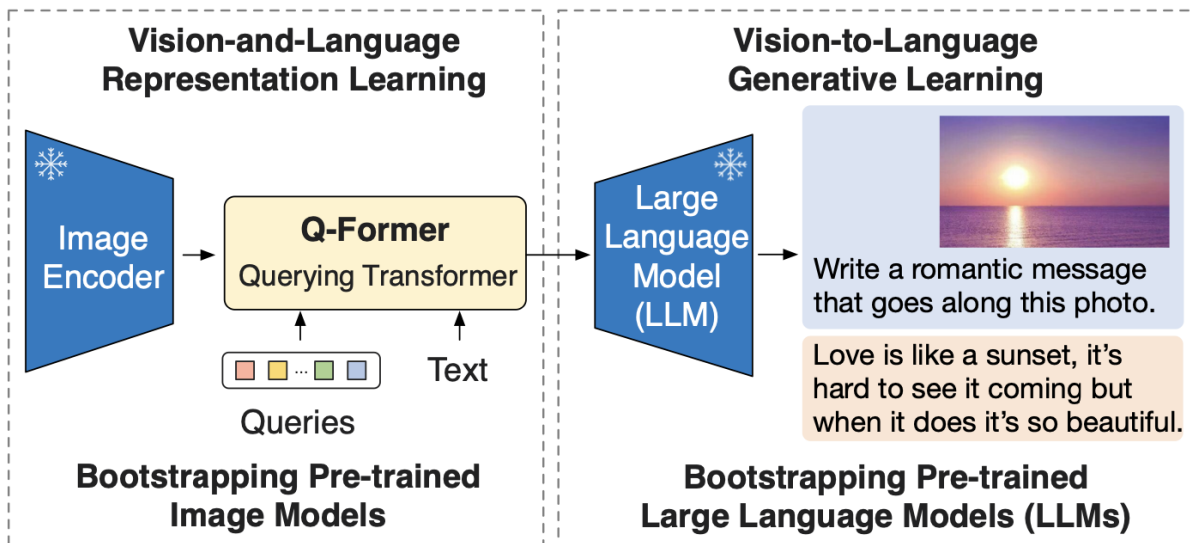 Vision-and-Language
Representation Learning
Image
Encoder
Q-Former
Querying Transformer
...
Queries
Text
Bootstrapping Pre-trained
Image Models
Vision-to-Language
Generative Learning
Large
Language
Model
(LLM)
Write a romantic message
that goes along this photo.
Love is like a sunset, it's
hard to see it coming but
when it does it's so beautiful.
Bootstrapping Pre-trained
Large Language Models (LLMs)